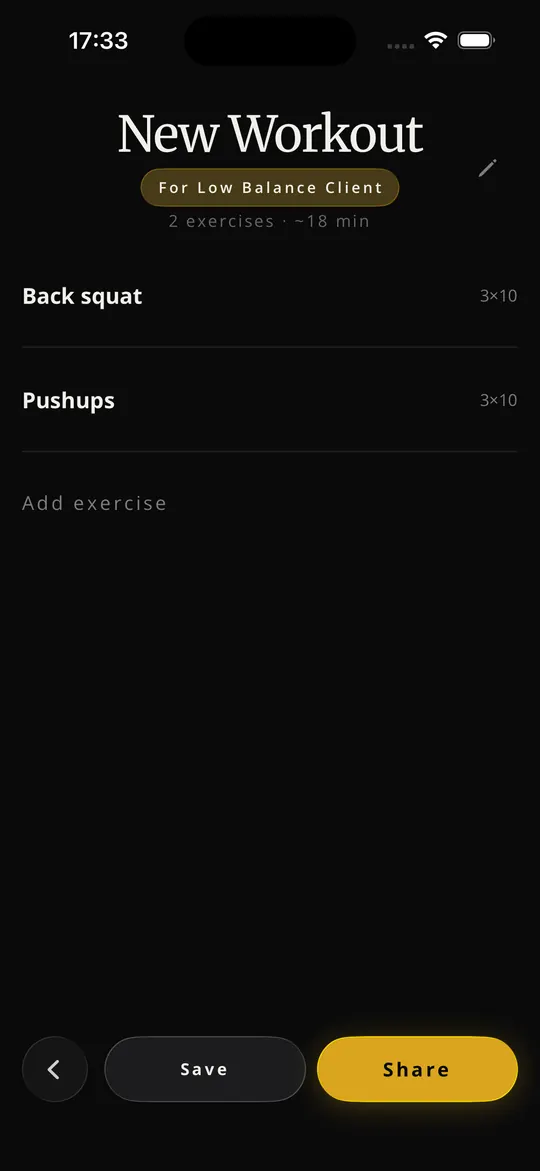 17:33
New Workout
For Low Balance Client
2 exercises · ~18 min
Back squat 3×10
Pushups 3×10
Add exercise
Save Share